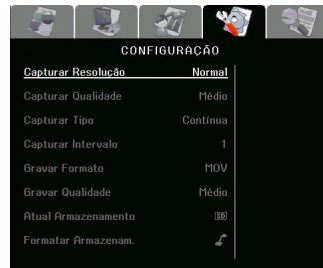 CONFIGURAÇÃO
Capturar Resolução Normal
Capturar Qualidade Médio
Capturar Tipo Contínua
Capturar Intervalo 1
Gravar Formato MOV
Gravar Qualidade Médio
Atual Armazenamento SD
Formatar Armazenam.